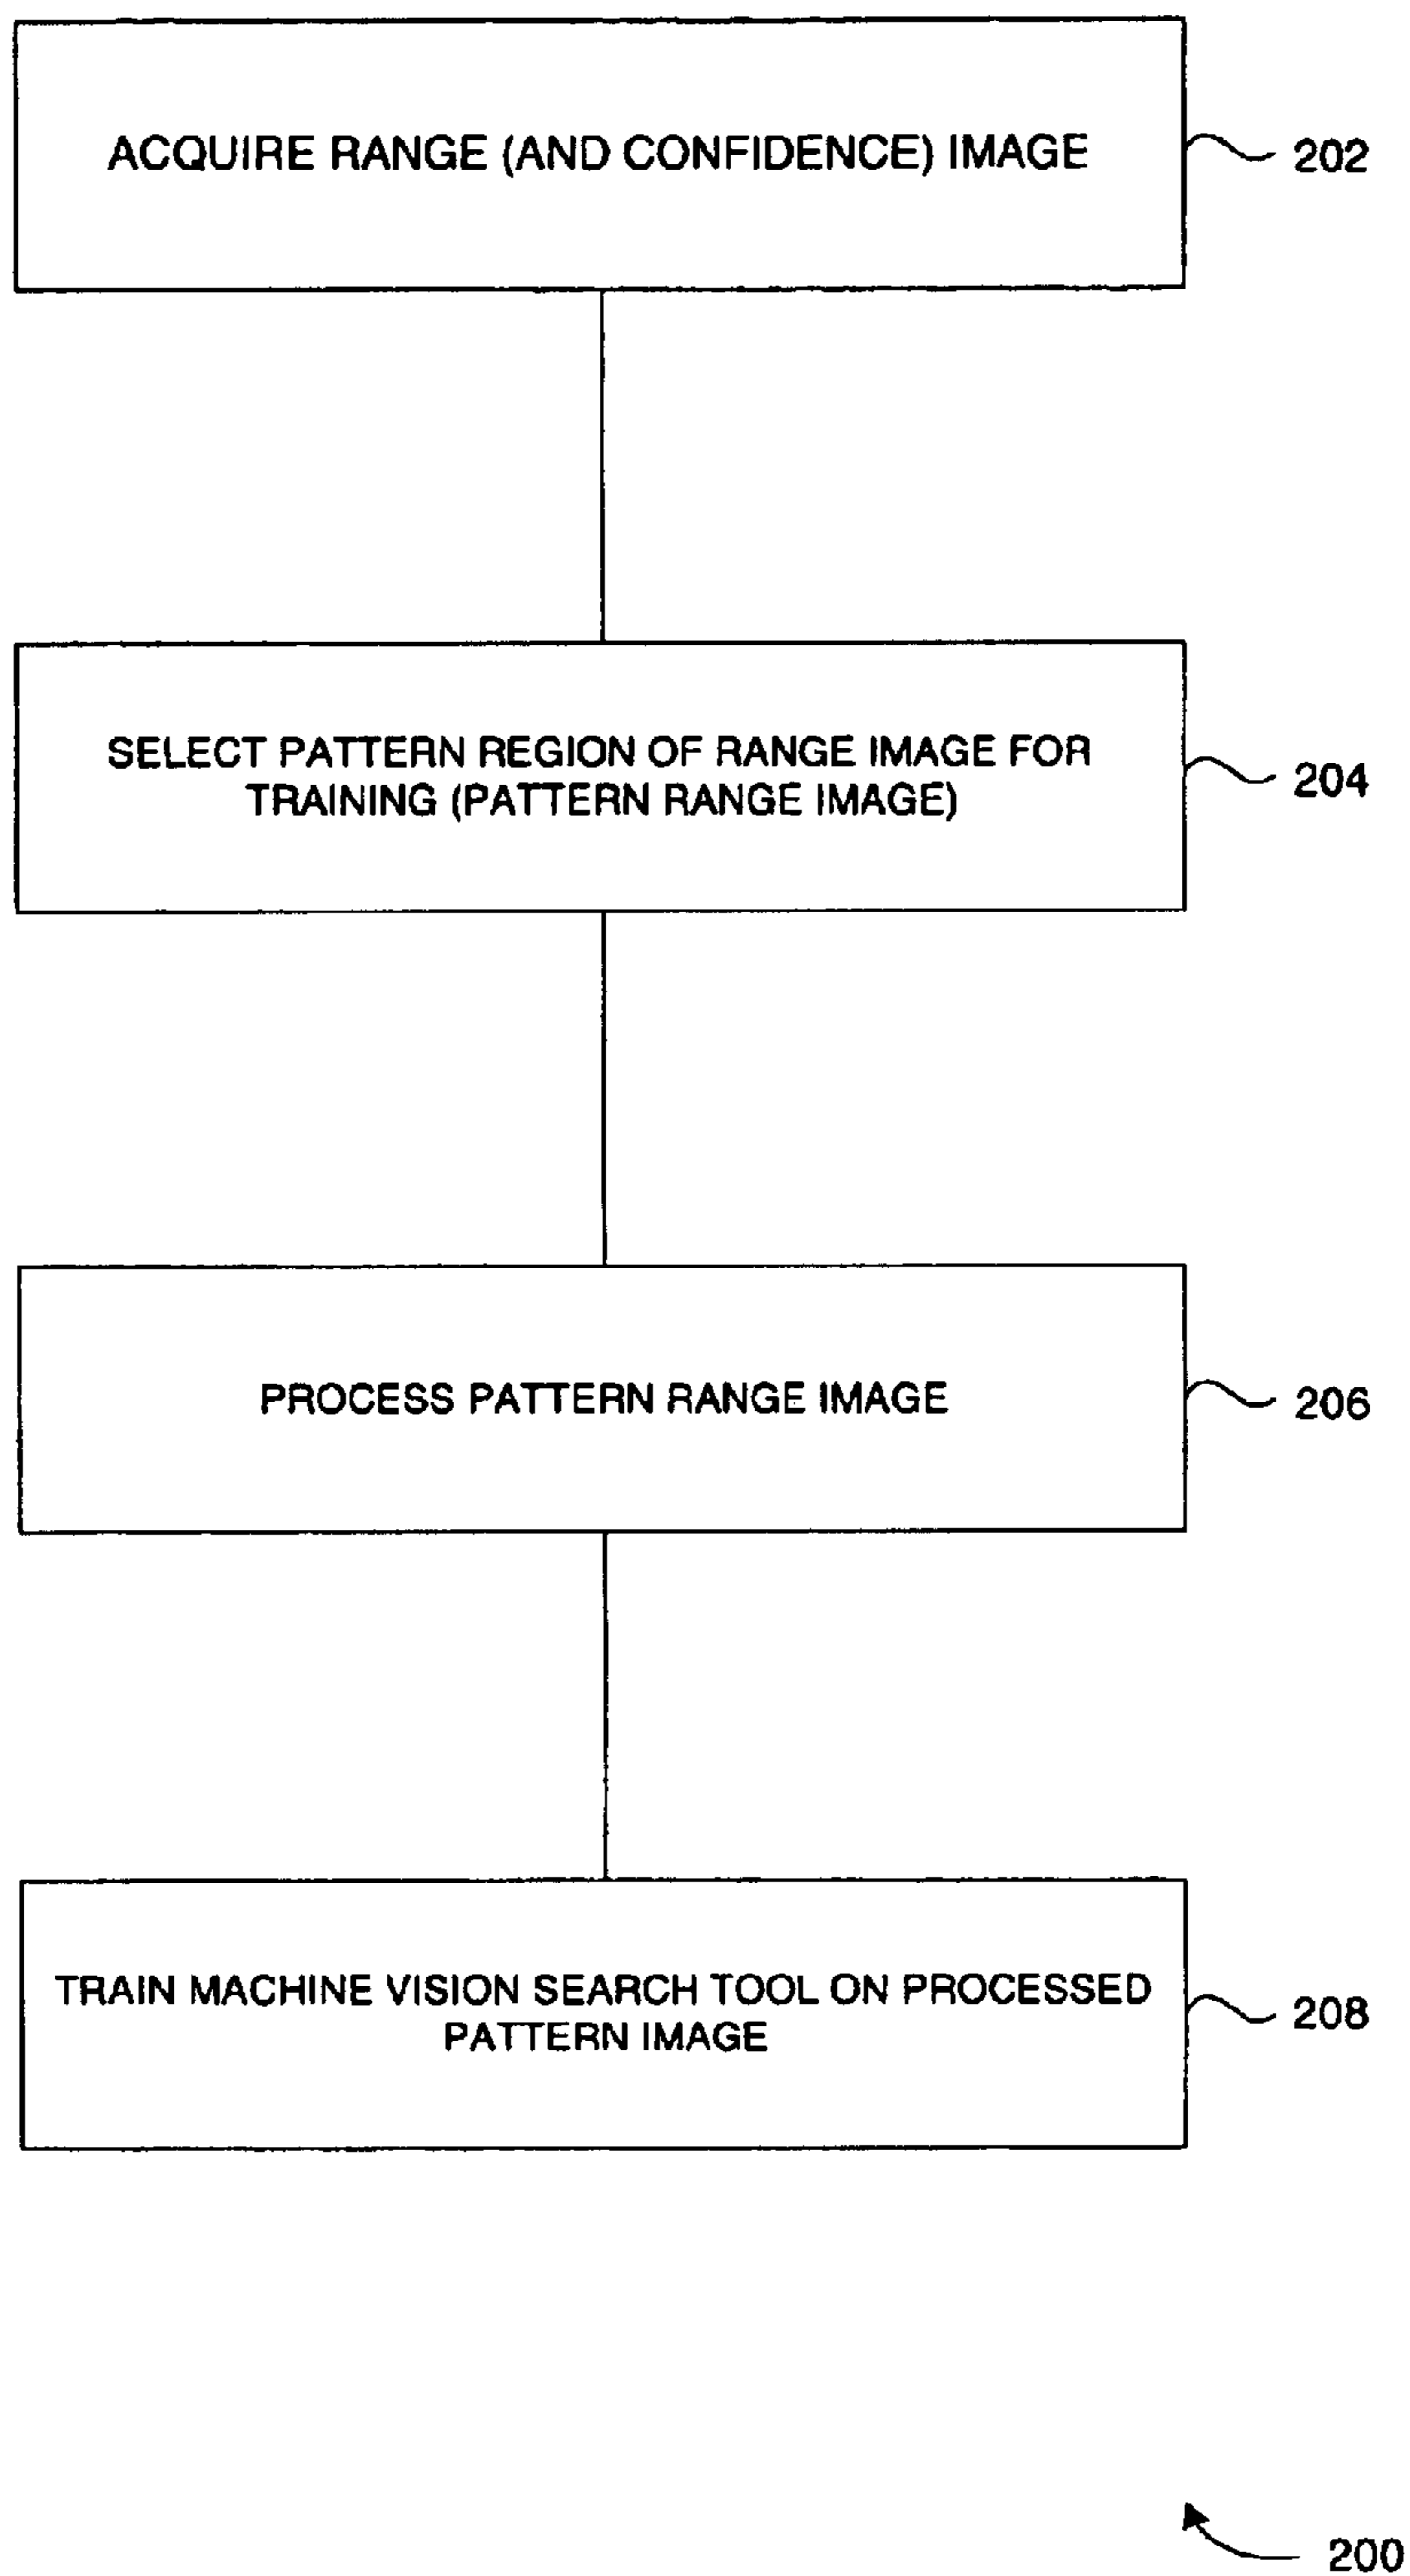 ACQUIRE RANGE (AND CONFIDENCE) IMAGE
202
SELECT PATTERN REGION OF RANGE IMAGE FOR
TRAINING (PATTERN RANGE IMAGE)
204
PROCESS PATTERN RANGE IMAGE
206
TRAIN MACHINE VISION SEARCH TOOL ON PROCESSED
PATTERN IMAGE
208
200